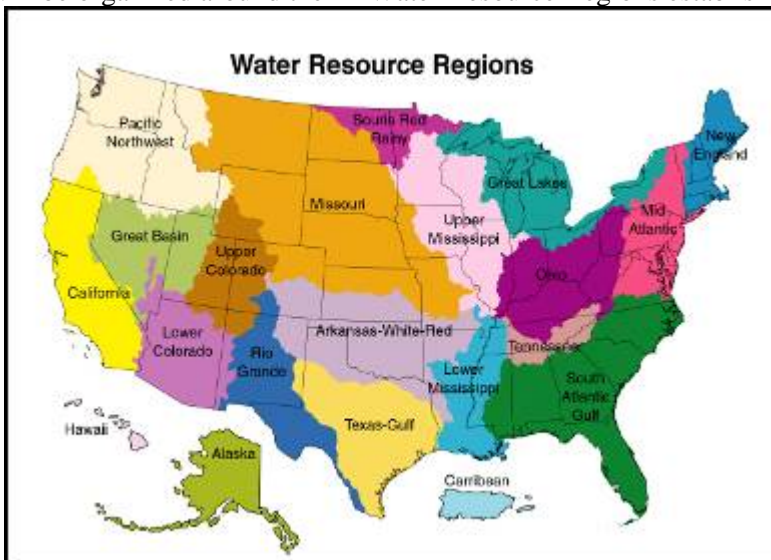 Water Resource Regions
Pacific
Northwest
Souris Red
Rainy
New
England
Great Lakes
Missouri
Upper
Mississippi
Mid
Atlantic
Great Basin
Upper
Colorado
Ohio
California
Lower
Colorado
Arkansas-White-Red
Tennessee
Rio
Grande
Lower
Mississippi
South
Atlantic
Gulf
Texas-Gulf
Hawaii
Alaska
Carribean